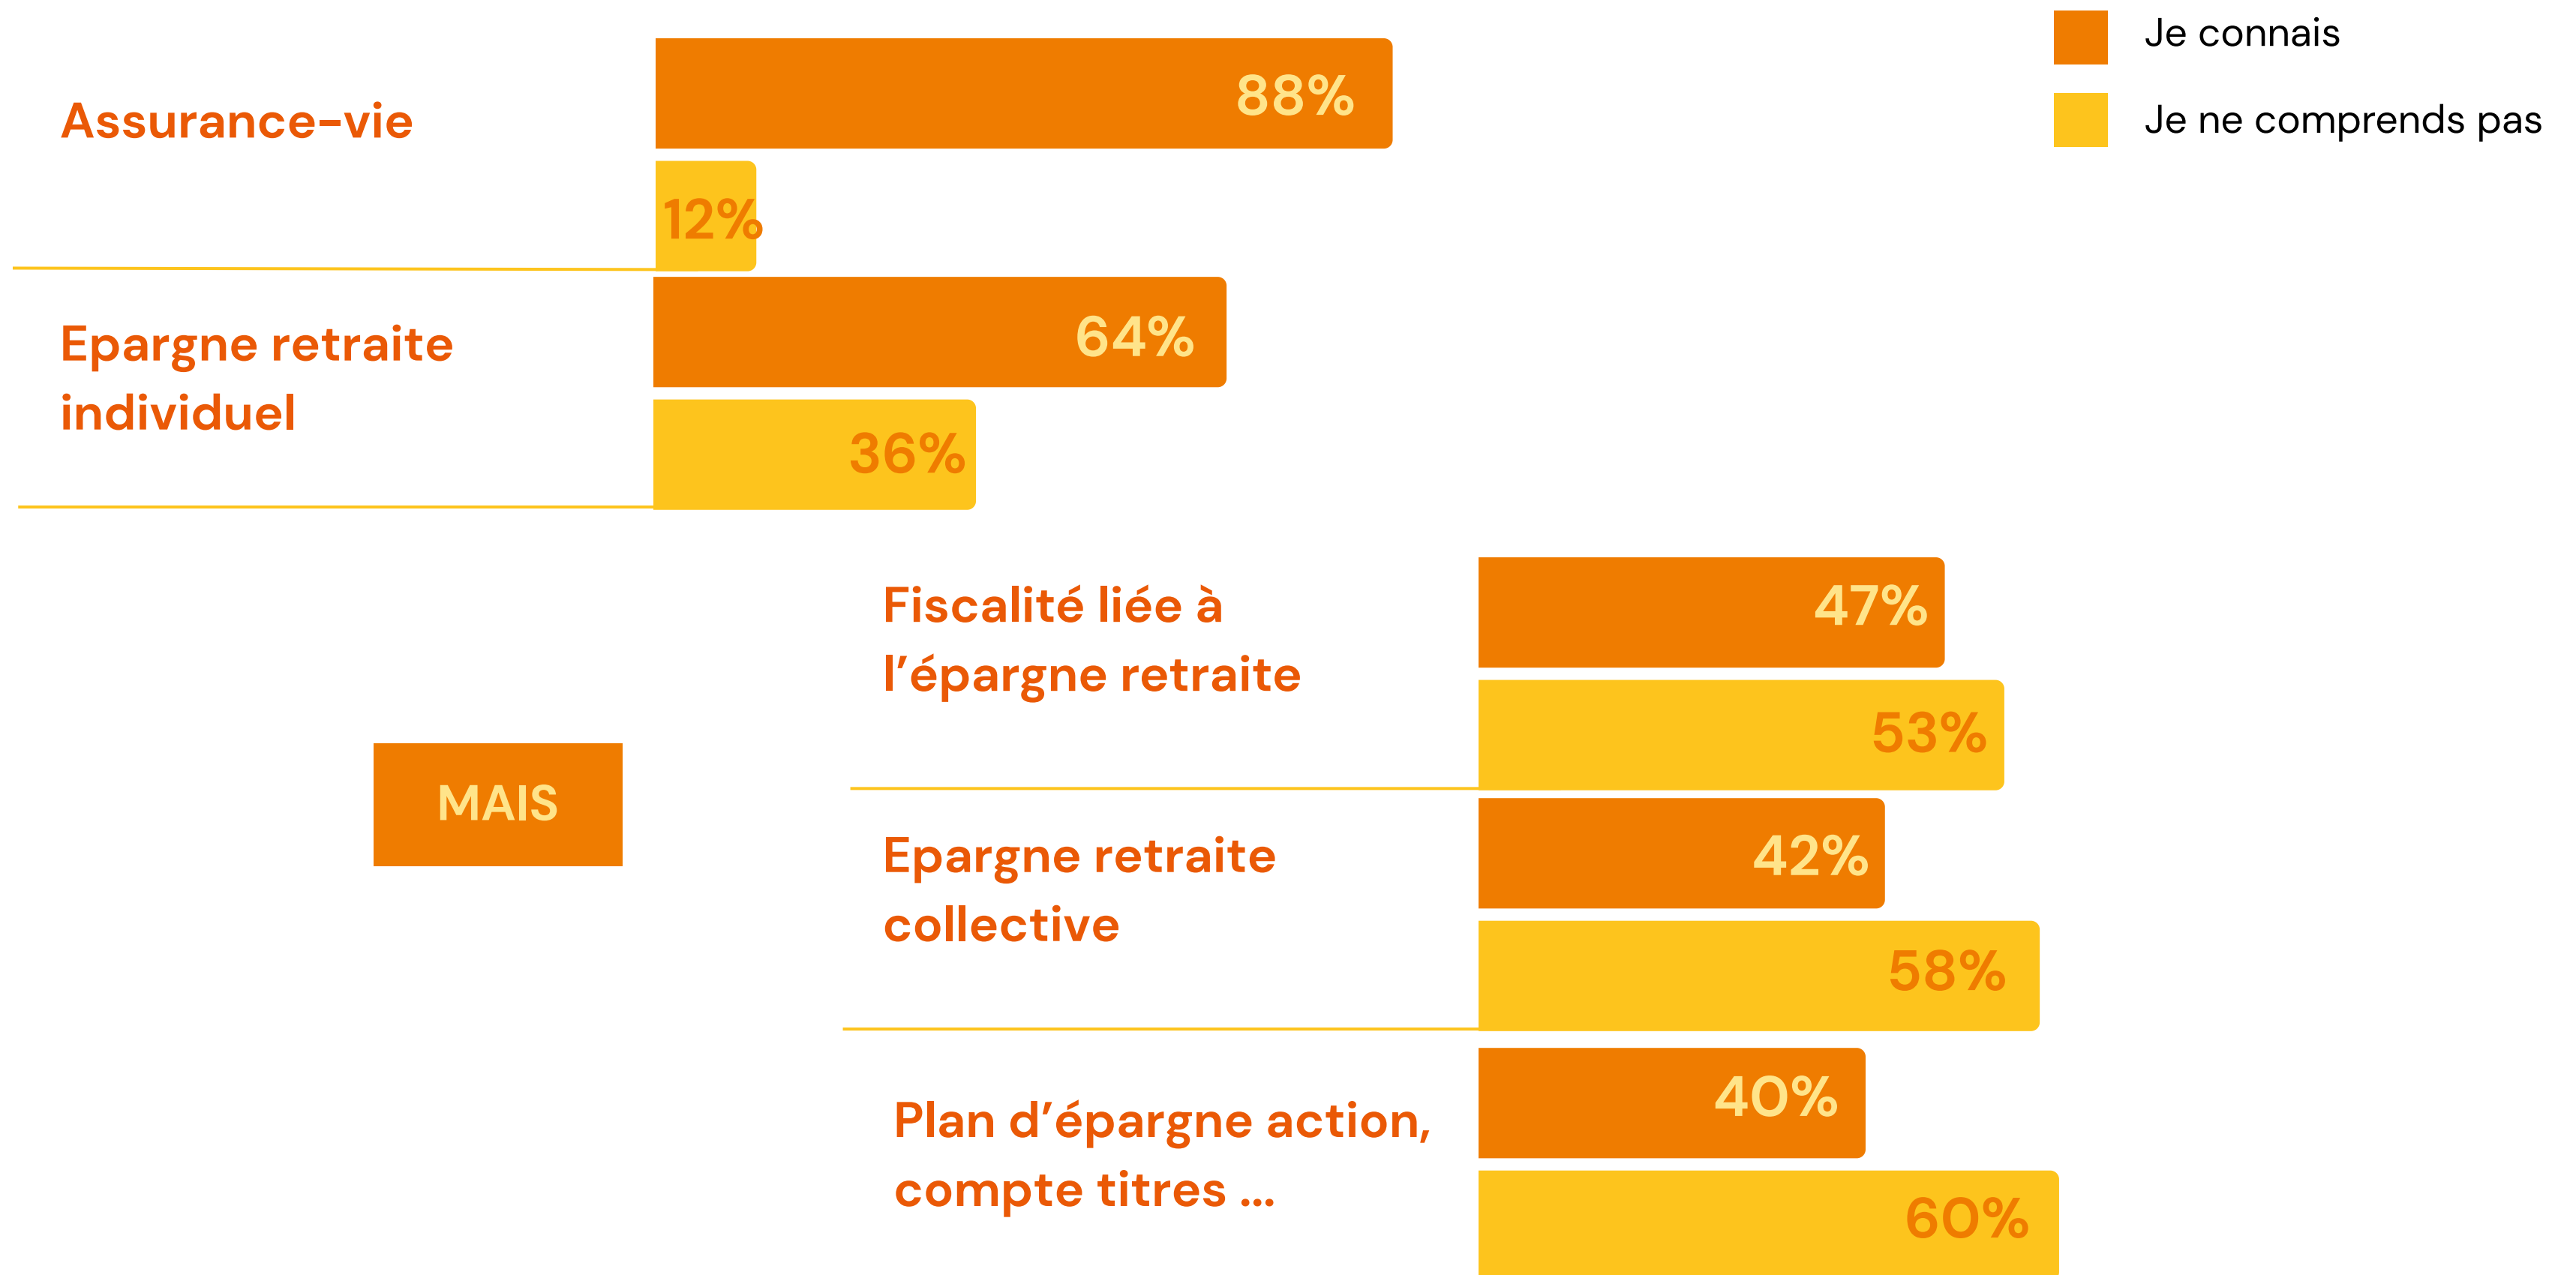 Je connais
Je ne comprends pas
Assurance-vie
88%
12%
Epargne retraite
individuel
64%
36%
MAIS
Fiscalité liée à
l’épargne retraite
47%
53%
Epargne retraite
collective
42%
58%
Plan d’épargne action,
compte titres ...
40%
60%